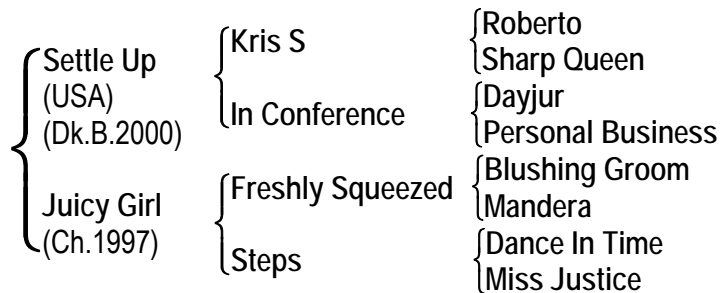 Settle Up
(USA)
(Dk.B.2000)
Juicy Girl
(Ch.1997)
Kris S
In Conference
Freshly Squeezed
Steps
Roberto
Sharp Queen
Dayjur
Personal Business
Blushing Groom
Mandera
Dance In Time
Miss Justice